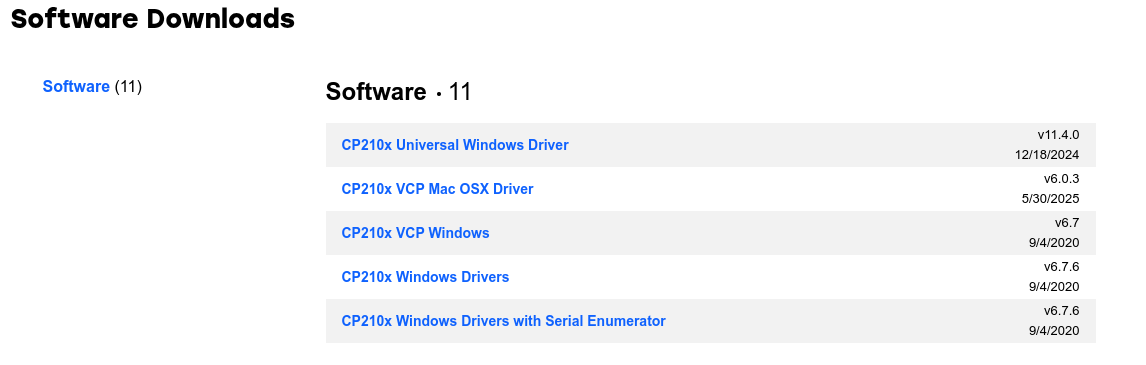 Software Downloads
Software (11)
Software · 11
CP210x Universal Windows Driver
v11.4.0
12/18/2024
CP210x VCP Mac OSX Driver
v6.0.3
5/30/2025
CP210x VCP Windows
v6.7
9/4/2020
CP210x Windows Drivers
v6.7.6
9/4/2020
CP210x Windows Drivers with Serial Enumerator
v6.7.6
9/4/2020